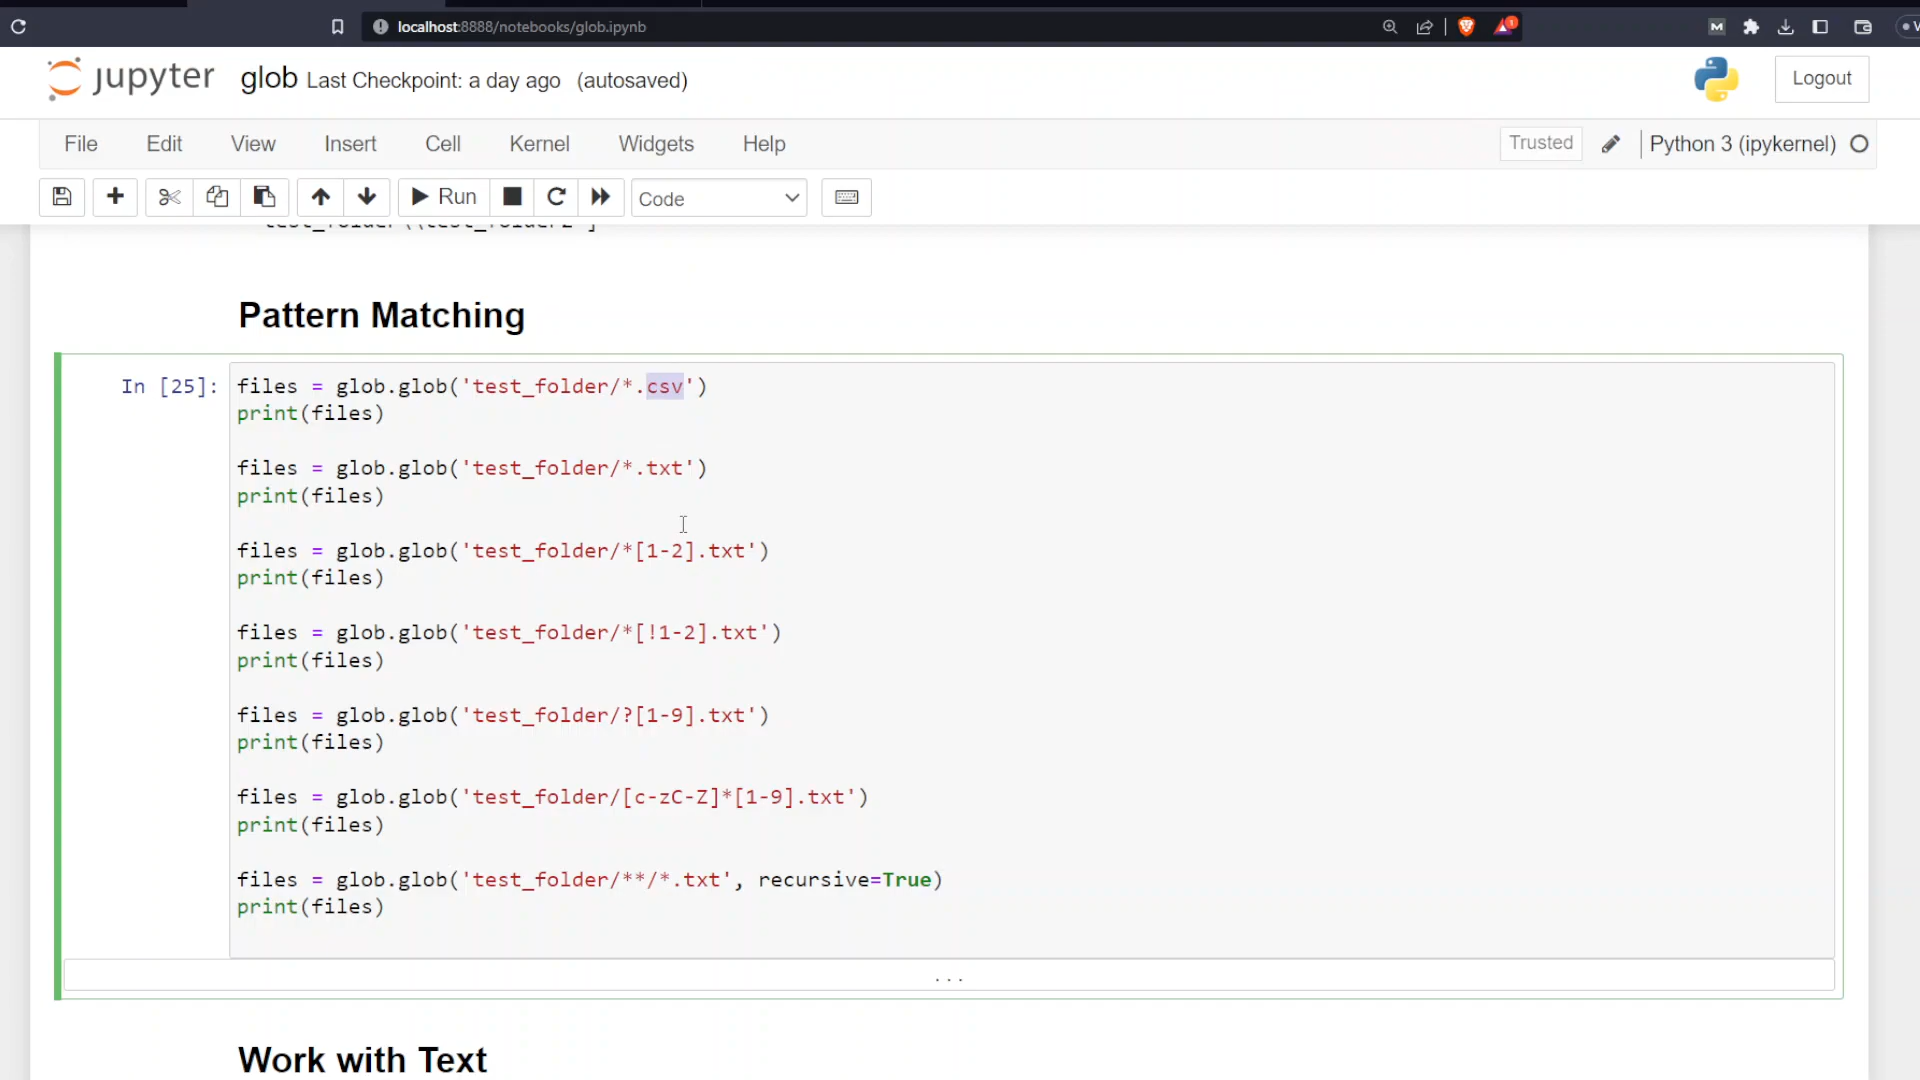 localhost:8888/notebooks/glob.ipynb
M
1
V
jupyter glob Last Checkpoint: a day ago (autosaved)
Logout
File Edit View Insert Cell Kernel Widgets Help
Trusted
Python 3 (ipykernel)
Run
Code
Pattern Matching
In [25]:
files = glob.glob('test_folder/*.csv')
print(files)
files = glob.glob('test_folder/*.txt')
print(files)
files = glob.glob('test_folder/*[1-2].txt')
print(files)
files = glob.glob('test_folder/*[!1-2].txt')
print(files)
files = glob.glob('test_folder/?[1-9].txt')
print(files)
files = glob.glob('test_folder/[c-zC-Z]*[1-9].txt')
print(files)
files = glob.glob('test_folder/**/*.txt', recursive=True)
print(files)
...
Work with Text